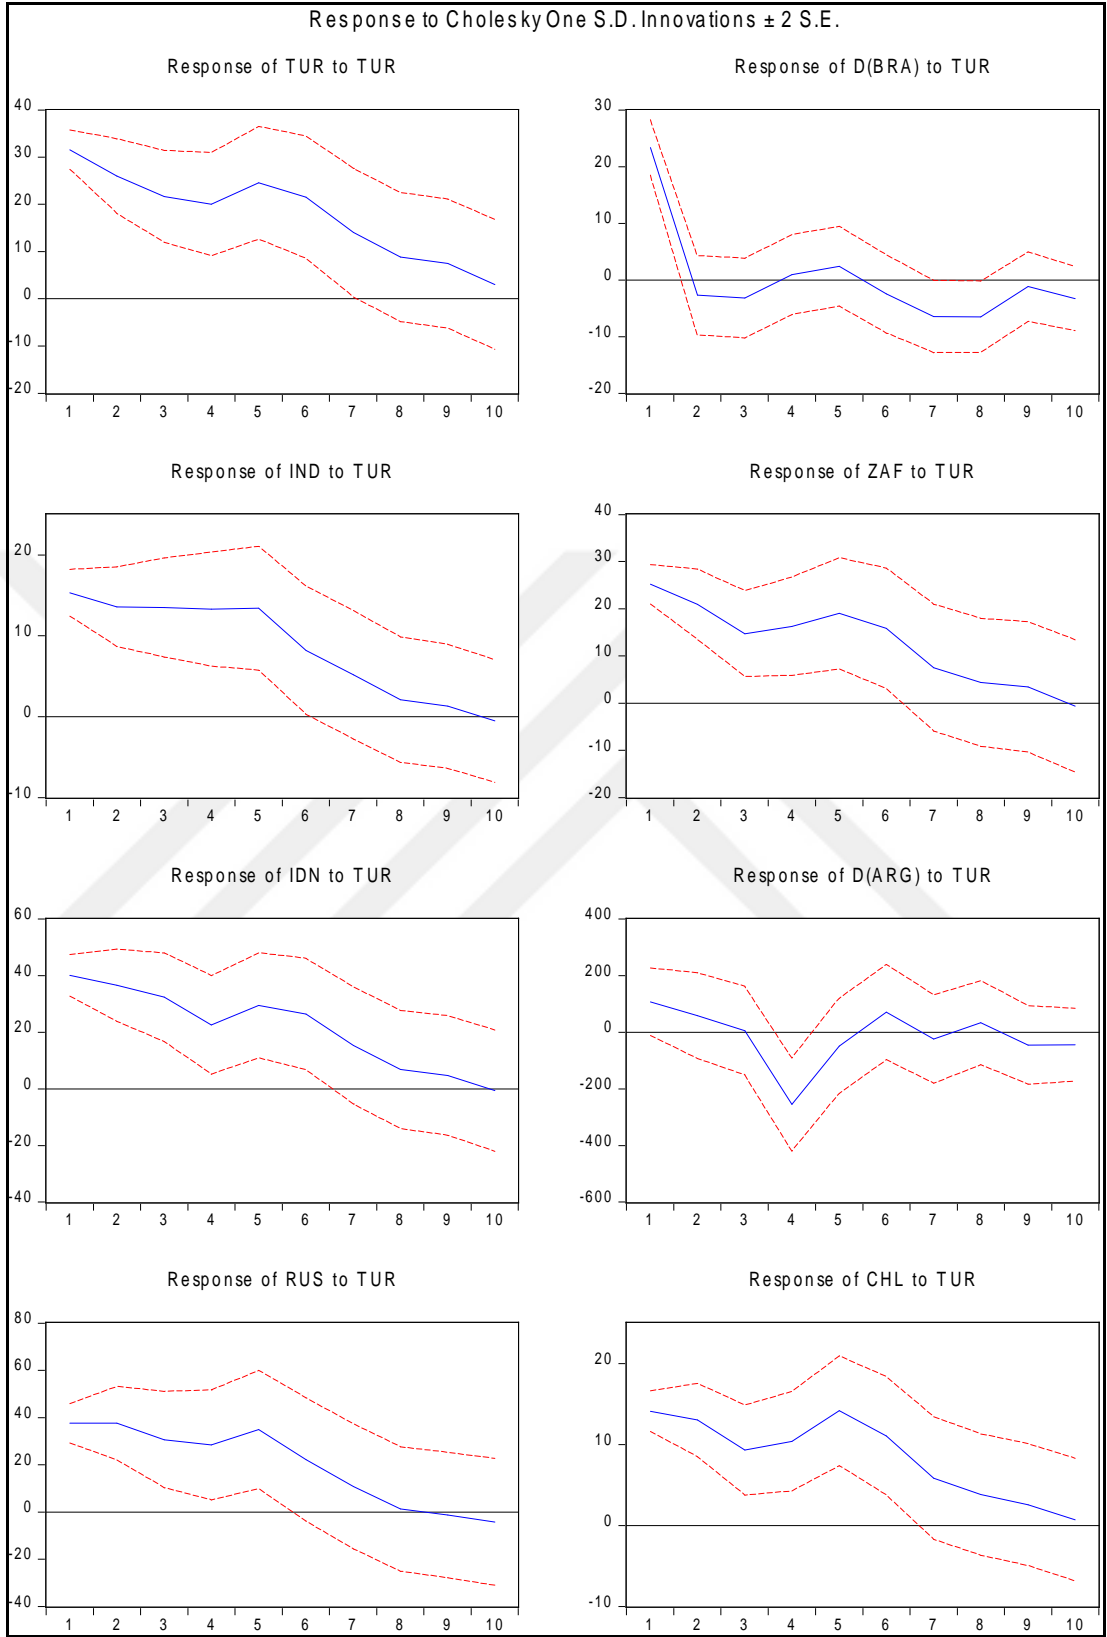 Response to Cholesky One S.D. Innovations ± 2 S.E.
Response of TUR to TUR
40
30
20
10
0
-10
-20
1 2 3 4 5 6 7 8 9 10
Response of D(BRA) to TUR
30
20
10
0
-10
-20
1 2 3 4 5 6 7 8 9 10
Response of IND to TUR
20
10
0
-10
1 2 3 4 5 6 7 8 9 10
Response of ZAF to TUR
40
30
20
10
0
-10
-20
1 2 3 4 5 6 7 8 9 10
Response of IDN to TUR
60
40
20
0
-20
-40
1 2 3 4 5 6 7 8 9 10
Response of D(ARG) to TUR
400
200
0
-200
-400
-600
1 2 3 4 5 6 7 8 9 10
Response of RUS to TUR
80
60
40
20
0
-20
-40
1 2 3 4 5 6 7 8 9 10
Response of CHL to TUR
20
10
0
-10
1 2 3 4 5 6 7 8 9 10